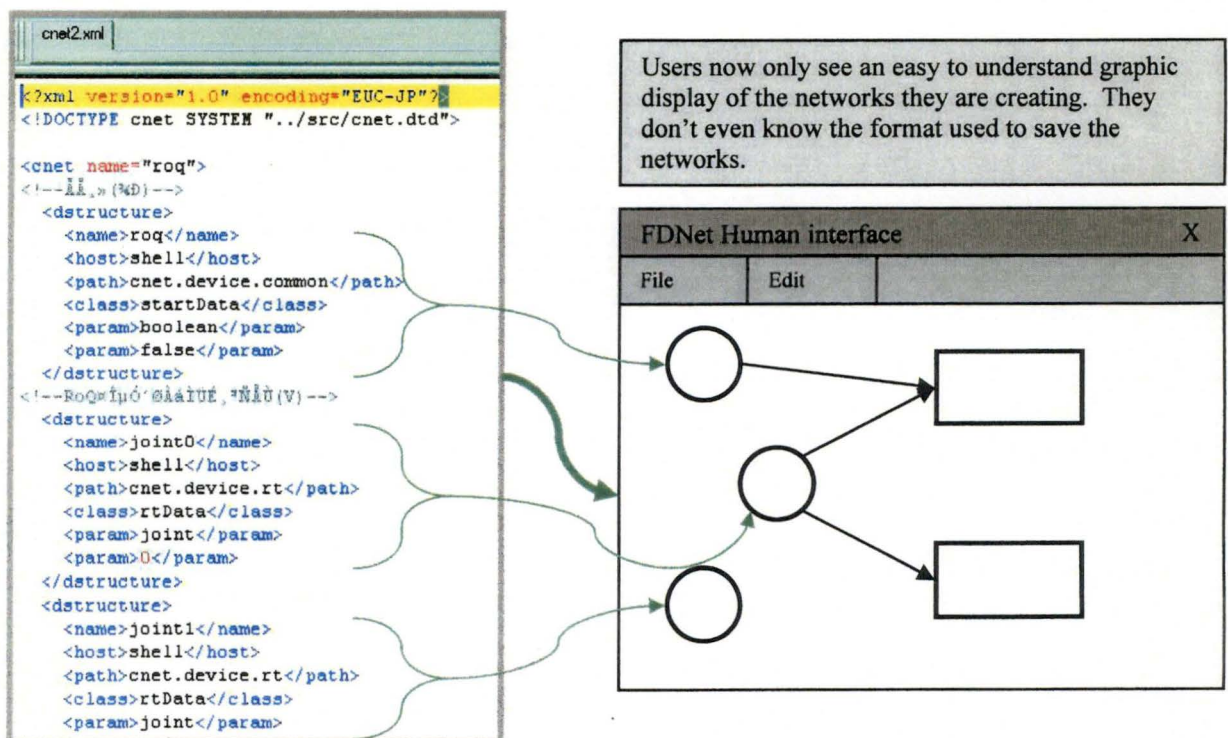 cnet2.xml
<?xml version="1.0" encoding="EUC-JP"?>
<!DOCTYPE cnet SYSTEM "../src/cnet.dtd">
<cnet name="roq">
<dstructure>
<name>roq</name>
<host>shell</host>
<path>cnet.device.common</path>
<class>startData</class>
<param>boolean</param>
<param>false</param>
</dstructure>
<dstructure>
<name>joint0</name>
<host>shell</host>
<path>cnet.device.rt</path>
<class>rtData</class>
<param>joint</param>
<param>0</param>
</dstructure>
<dstructure>
<name>joint1</name>
<host>shell</host>
<path>cnet.device.rt</path>
<class>rtData</class>
<param>joint</param>
Users now only see an easy to understand graphic
display of the networks they are creating. They
don't even know the format used to save the
networks.
FDNet Human interface X
File Edit